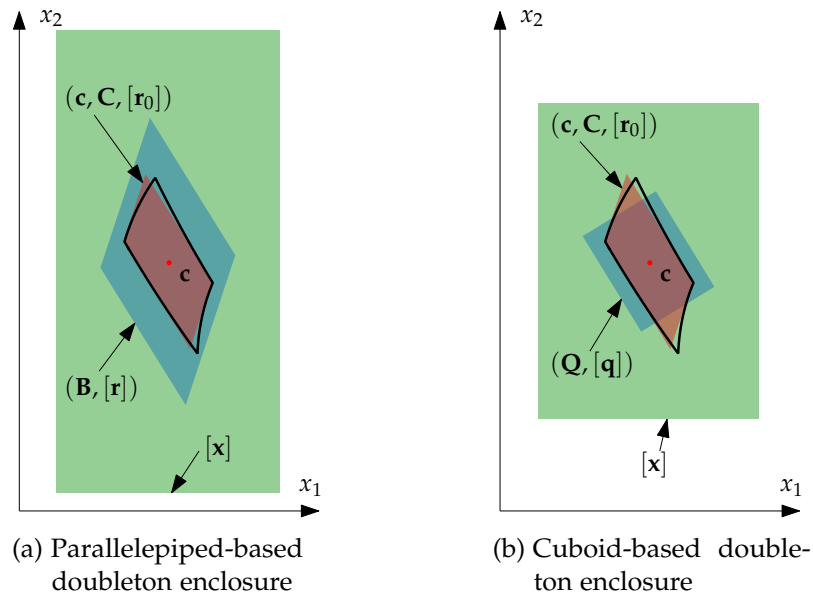 x₂
(c, C, [r₀])
c
(B, [r])
[x]
x₁
(a) Parallelepiped-based
doubleton enclosure
x₂
(c, C, [r₀])
c
(Q, [q])
[x]
x₁
(b) Cuboid-based double-
ton enclosure